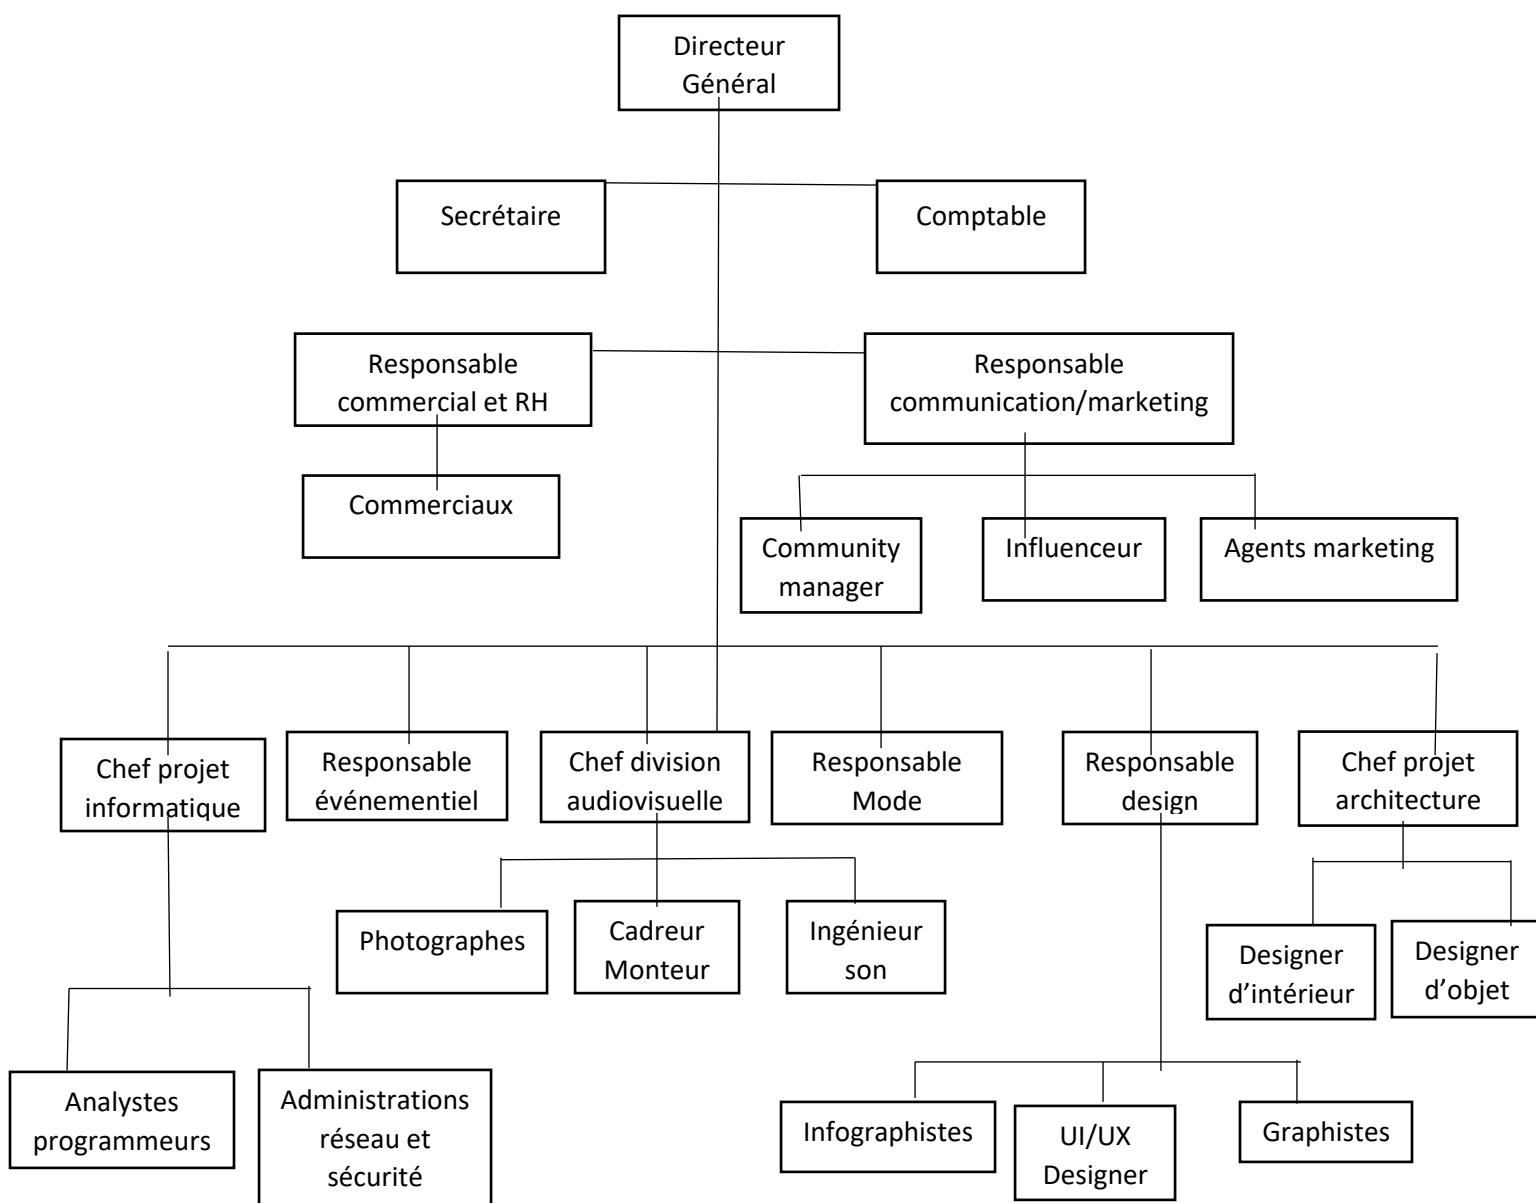 Directeur
Général
Secrétaire
Comptable
Responsable
commercial et RH
Responsable
communication/marketing
Commerciaux
Community
manager
Influenceur
Agents marketing
Chef projet
informatique
Responsable
événementiel
Chef division
audiovisuelle
Responsable
Mode
Responsable
design
Chef projet
architecture
Photographes
Cadreur
Monteur
Ingénieur
son
Designer
d’intérieur
Designer
d’objet
Analystes
programmeurs
Administrations
réseau et
sécurité
Infographistes
UI/UX
Designer
Graphistes